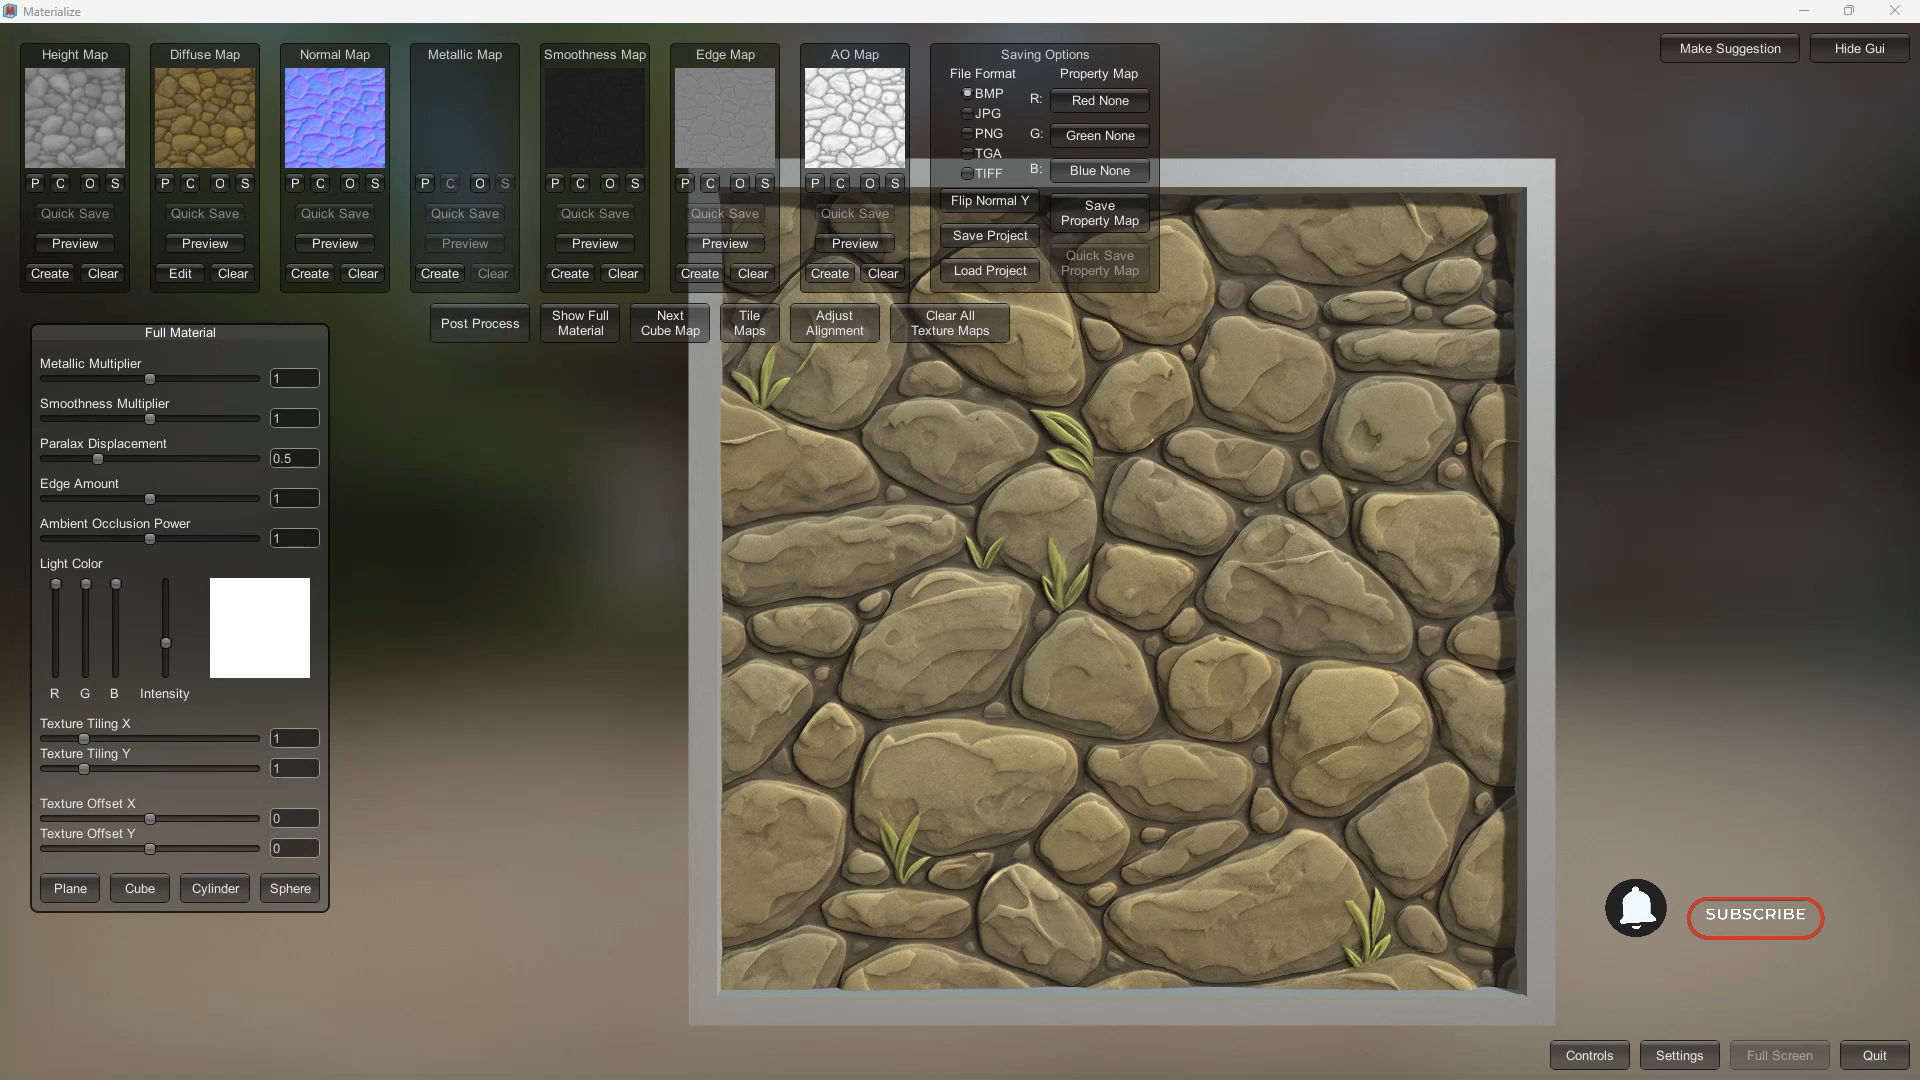 Materialize
Height Map
Diffuse Map
Normal Map
Metallic Map
Smoothness Map
Edge Map
AO Map
Saving Options
Make Suggestion
Hide Gui
File Format
Property Map
BMP
JPG
PNG
TGA
TIFF
R: Red None
G: Green None
B: Blue None
P C O S
P C O S
P C O S
P C O S
P C O S
P C O S
P C O S
Quick Save
Quick Save
Quick Save
Quick Save
Quick Save
Quick Save
Quick Save
Preview
Preview
Preview
Preview
Preview
Preview
Preview
Create Clear
Edit Clear
Create Clear
Create Clear
Create Clear
Create Clear
Create Clear
Flip Normal Y
Save Project
Load Project
Save
Property Map
Quick Save
Property Map
Post Process
Show Full
Material
Next
Cube Map
Tile
Maps
Adjust
Alignment
Clear All
Texture Maps
Full Material
Metallic Multiplier
1
Smoothness Multiplier
1
Paralax Displacement
0.5
Edge Amount
1
Ambient Occlusion Power
1
Light Color
R G B Intensity
Texture Tiling X
1
Texture Tiling Y
1
Texture Offset X
0
Texture Offset Y
0
Plane Cube Cylinder Sphere
SUBSCRIBE
Controls Settings Full Screen Quit